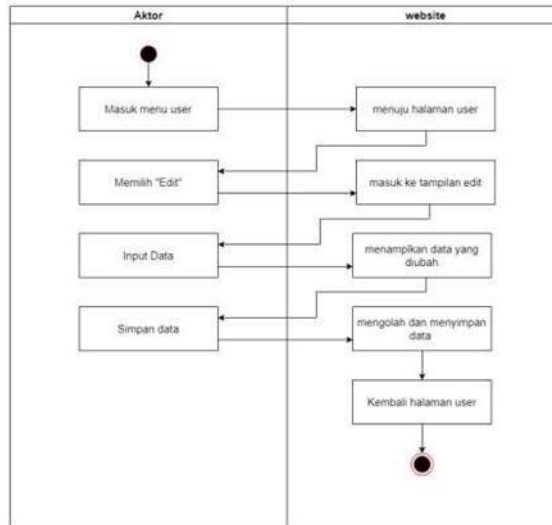 Aktor
website
Masuk menu user
menuju halaman user
Memilih "Edit"
masuk ke tampilan edit
Input Data
menamplkan data yang
diubah
Simpan data
mengolah dan menyimpan
data
Kembali halaman user